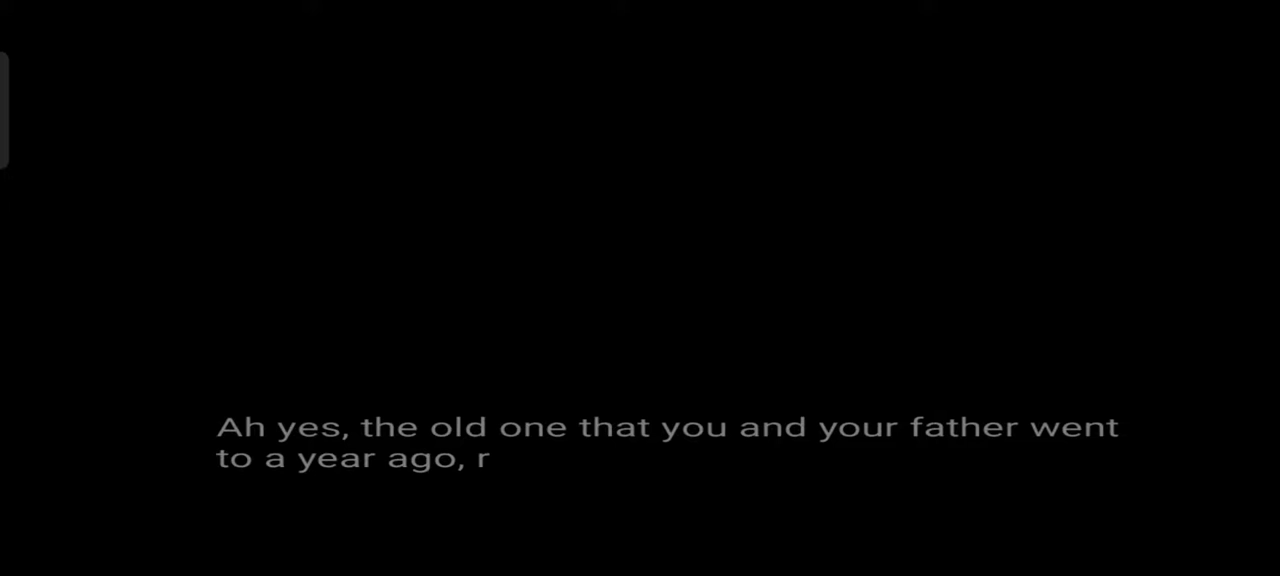 Ah yes, the old one that you and your father went
to a year ago, r